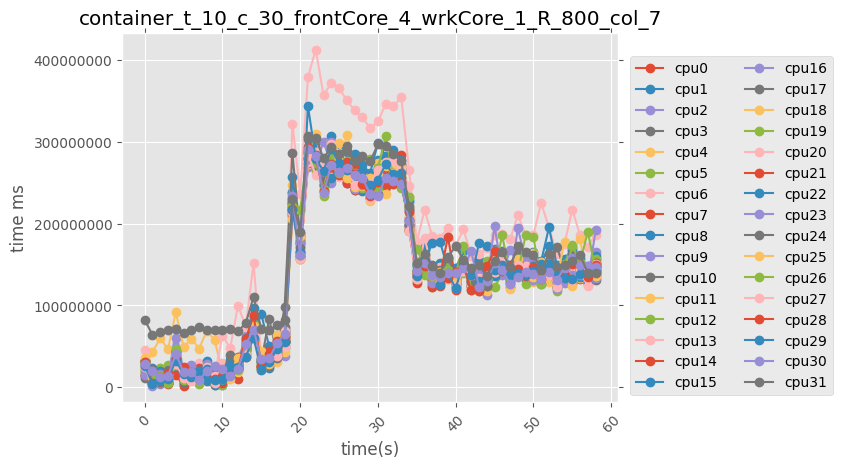 container_t_10_c_30_frontCore_4_wrkCore_1_R_800_col_7
time ms
400000000
300000000
200000000
100000000
0
0
10
20
30
40
50
60
time(s)
cpu0
cpu1
cpu2
cpu3
cpu4
cpu5
cpu6
cpu7
cpu8
cpu9
cpu10
cpu11
cpu12
cpu13
cpu14
cpu15
cpu16
cpu17
cpu18
cpu19
cpu20
cpu21
cpu22
cpu23
cpu24
cpu25
cpu26
cpu27
cpu28
cpu29
cpu30
cpu31